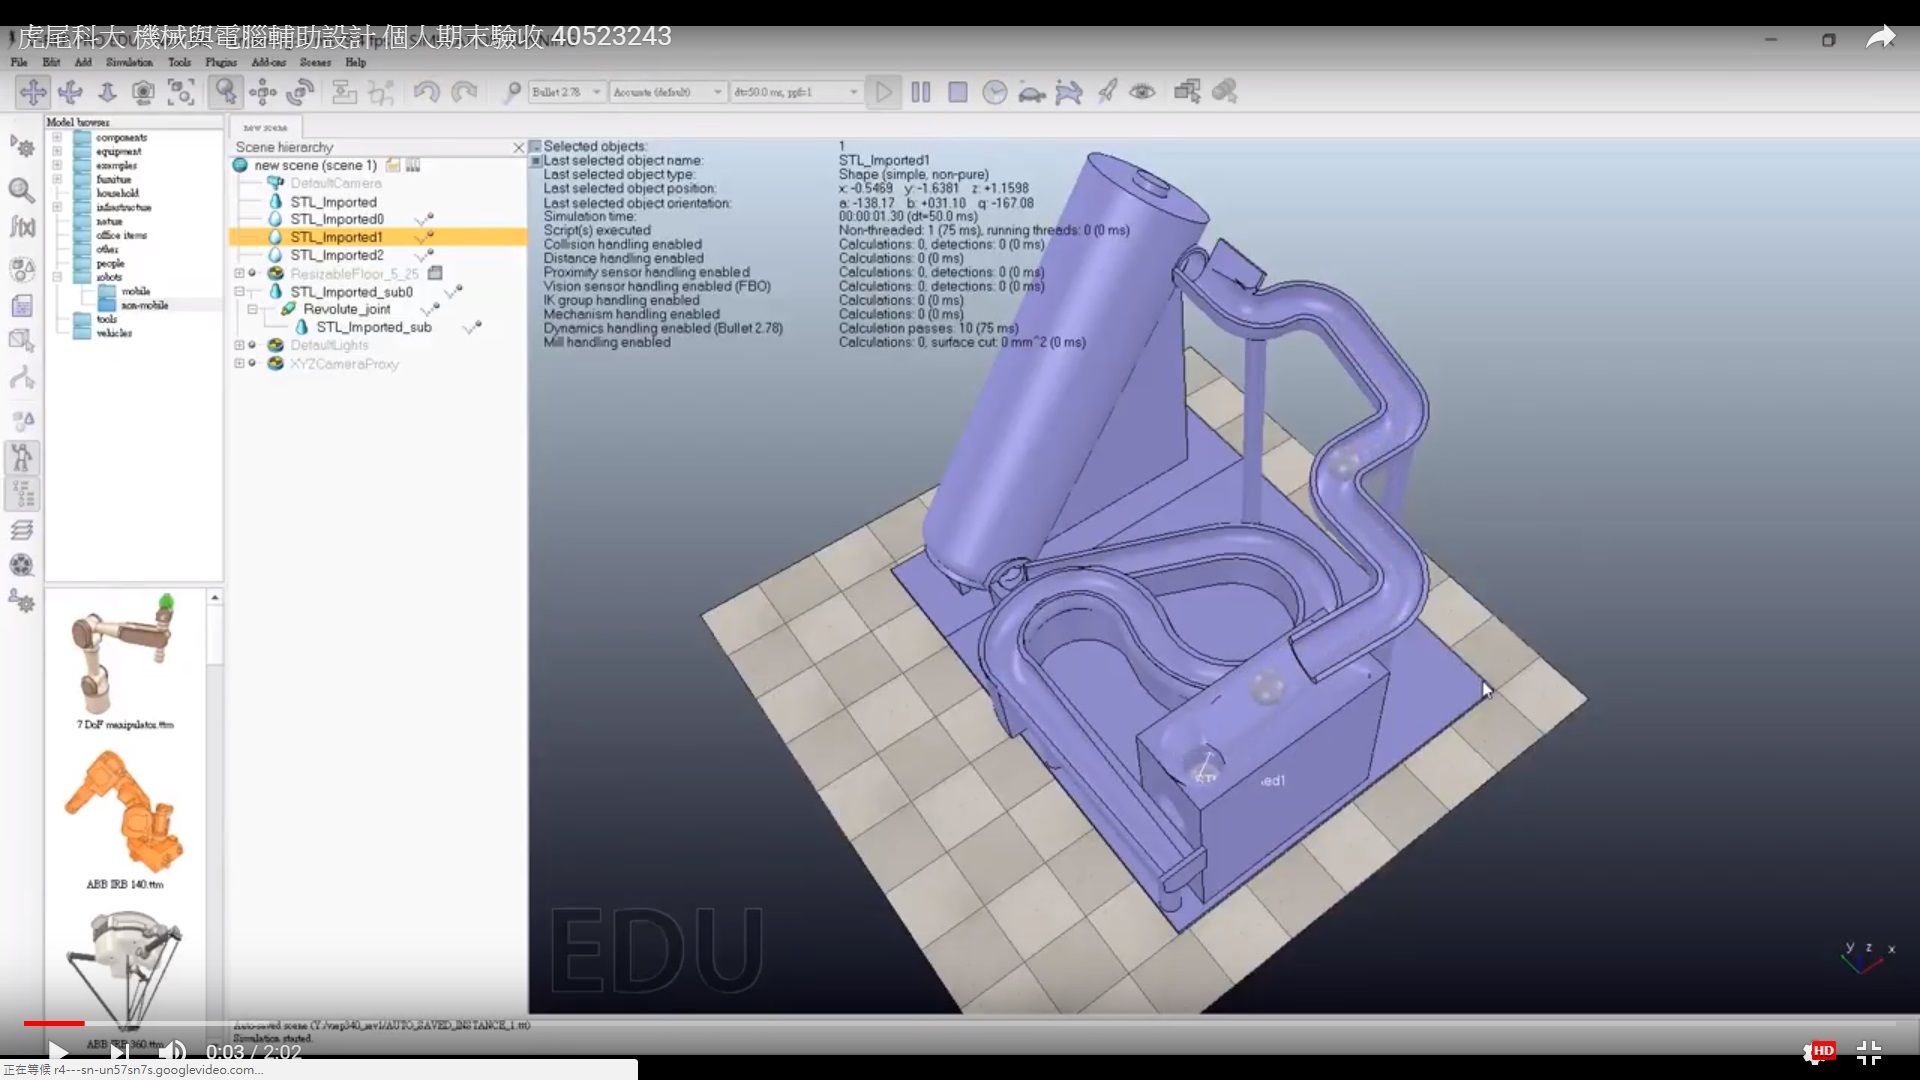 虎尾科大 機械與電腦輔助設計 個人期末驗收 40523243
File Edit Add Simulation Tools Plugins Add-ons Scenes Help
Bullet 2.78 Accurate (default) dt=50.0 ms, ppf=1
Model browser
components
equipment
examples
furniture
household
infrastructure
nature
office items
other
people
robots
mobile
non-mobile
tools
vehicles
7 DoF manipulator.ttm
ABB IRB 140.ttm
ABB IRB 360.ttm
new scene
Scene hierarchy
new scene (scene 1)
DefaultCamera
STL_Imported
STL_Imported0
STL_Imported1
STL_Imported2
ResizableFloor_5_25
STL_Imported_sub0
Revolute_joint
STL_Imported_sub
DefaultLights
XYZCameraProxy
Selected objects: 1
Last selected object name: STL_Imported1
Last selected object type: Shape (simple, non-pure)
Last selected object position: x: -0.5469 y: -1.6381 z: +1.1598
Last selected object orientation: a: -138.17 b: +031.10 g: -167.08
Simulation time: 00:00:01.30 (dt=50.0 ms)
Script(s) executed Non-threaded: 1 (75 ms), running threads: 0 (0 ms)
Collision handling enabled Calculations: 0, detections: 0 (0 ms)
Distance handling enabled Calculations: 0 (0 ms)
Proximity sensor handling enabled Calculations: 0, detections: 0 (0 ms)
Vision sensor handling enabled (FBO) Calculations: 0, detections: 0 (0 ms)
IK group handling enabled Calculations: 0 (0 ms)
Mechanism handling enabled Calculations: 0 (0 ms)
Dynamics handling enabled (Bullet 2.78) Calculation passes: 10 (75 ms)
Mill handling enabled Calculations: 0, surface cut: 0 mm^2 (0 ms)
ed1
EDU
y z x
Auto-saved scene (Y:/vrep340_rev1/AUTO_SAVED_INSTANCE_1.ttt)
Simulation started.
0:03 / 2:02
HD
正在等候 r4---sn-un57sn7s.googlevideo.com...